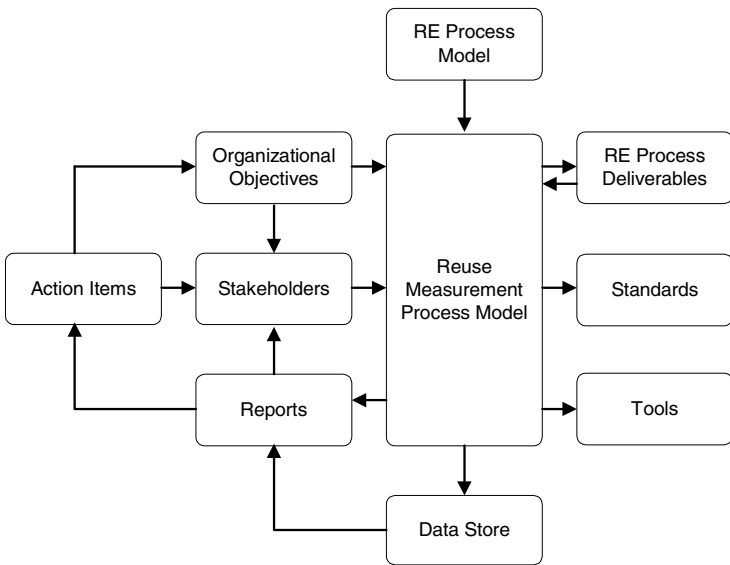 RE Process
Model
Organizational
Objectives
RE Process
Deliverables
Action Items
Stakeholders
Reuse
Measurement
Process Model
Standards
Reports
Tools
Data Store